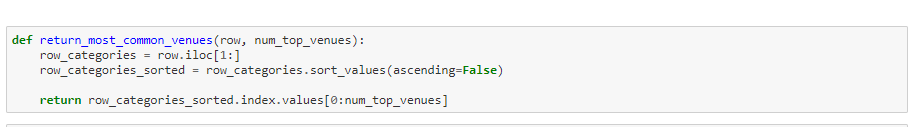 def return_most_common_venues(row, num_top_venues):
    row_categories = row.iloc[1:]
    row_categories_sorted = row_categories.sort_values(ascending=False)
    return row_categories_sorted.index.values[0:num_top_venues]